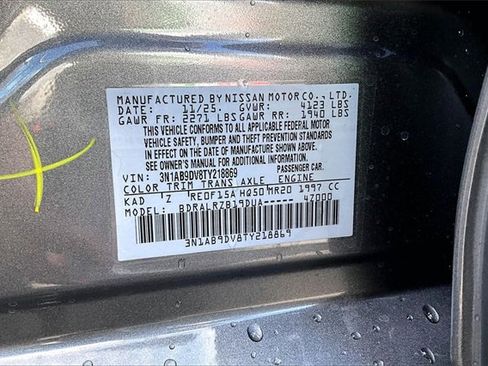 MANUFACTURED BY NISSAN MOTOR CO., LTD.
DATE: 11/25. GVWR: 4123 LBS
GAWR FR: 2271 LBS GAWR RR: 1940 LBS
THIS VEHICLE CONFORMS TO ALL APPLICABLE FEDERAL MOTOR
VEHICLE SAFETY, BUMPER AND THEFT PREVENTION STANDARDS
IN EFFECT ON THE DATE OF MANUFACTURE SHOWN ABOVE.
SEE OWNER'S MANUAL FOR ADDITIONAL INFORMATION.
VIN: 3N1AB9DV8TY218869 PASSENGER CAR.
COLOR TRIM TRANS AXLE ENGINE
KAD Z RE0F15A HQ50 MR20 1997 CC
MODEL: BDRALRZB19DUA----- 4Z000
3N1AB9DV8TY218869